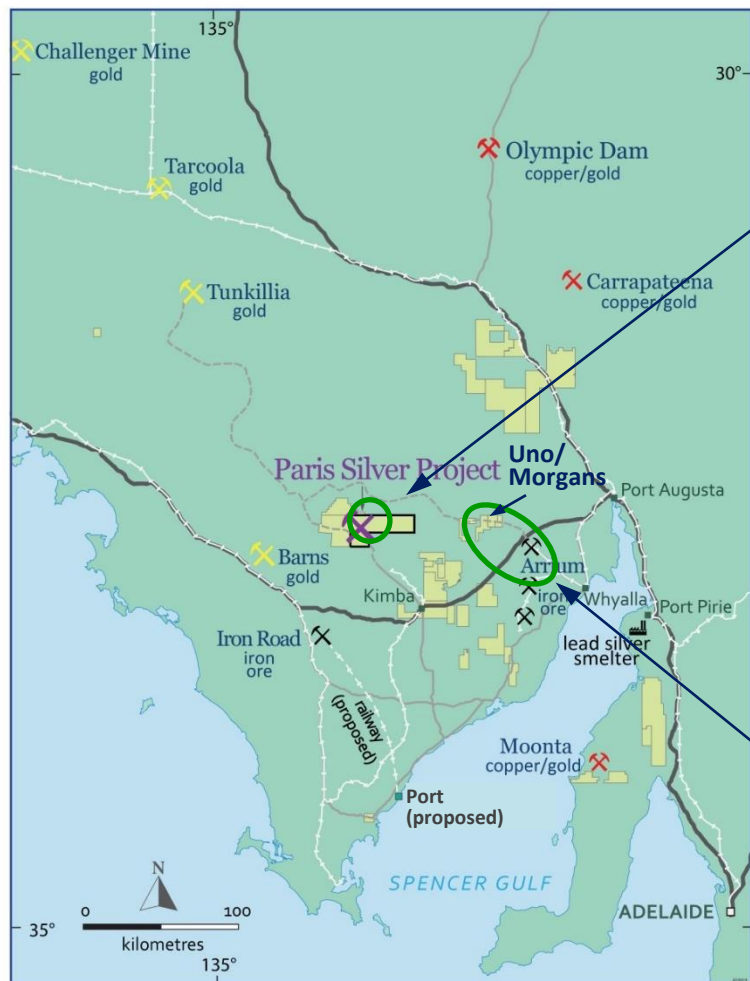 135°
Challenger Mine
gold
30°
Olympic Dam
copper/gold
Tarcoola
gold
Carrapateena
copper/gold
Tunkillia
gold
Uno/
Morgans
Paris Silver Project
Port Augusta
Barns
gold
Arrium
iron
ore
Kimba
Whyalla
Port Pirie
lead silver
smelter
Iron Road
iron
ore
railway
(proposed)
Moonta
copper/gold
Port
(proposed)
N
SPENCER GULF
0 100
kilometres
ADELAIDE
35°
135°